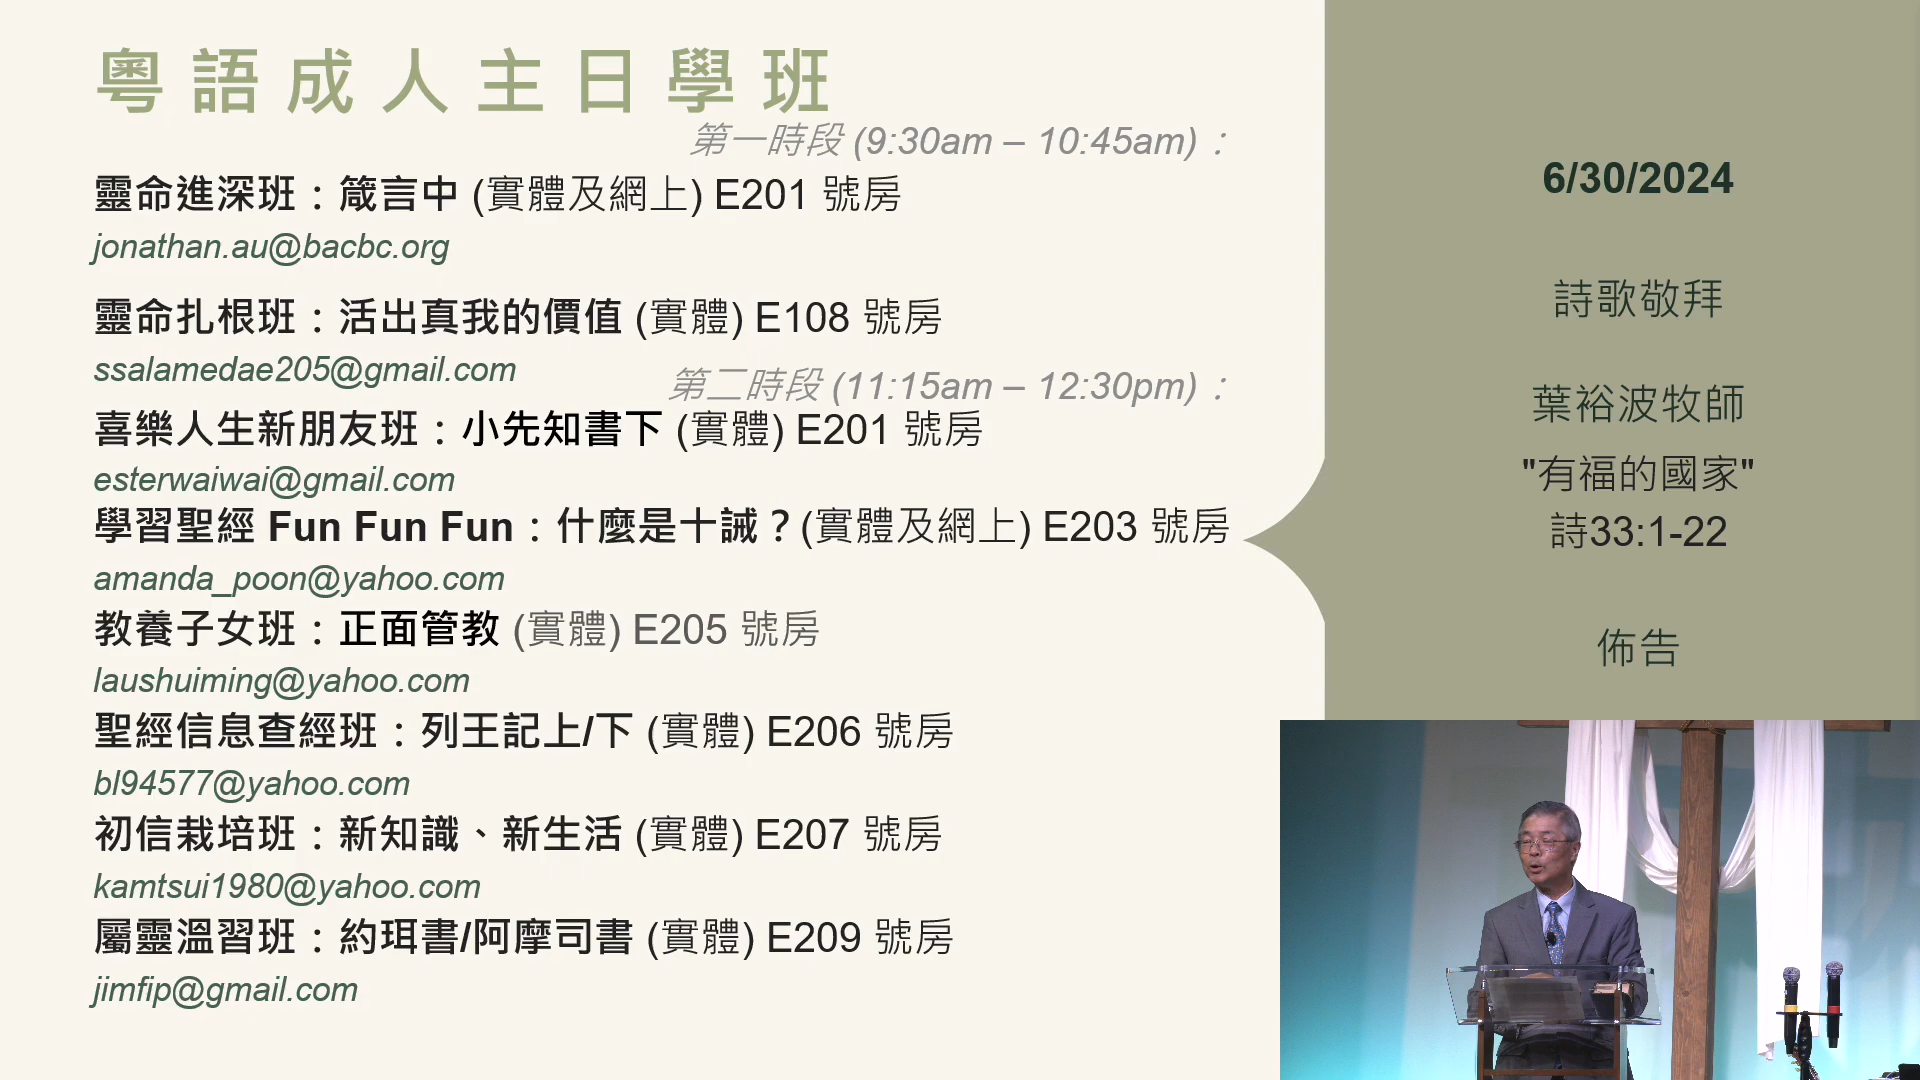 粵語成人主日學班
第一時段 (9:30am – 10:45am)：
靈命進深班：箴言中 (實體及網上) E201 號房
jonathan.au@bacbc.org
靈命扎根班：活出真我的價值 (實體) E108 號房
ssalamedae205@gmail.com
第二時段 (11:15am – 12:30pm)：
喜樂人生新朋友班：小先知書下 (實體) E201 號房
esterwaiwai@gmail.com
學習聖經 Fun Fun Fun：什麼是十誡？(實體及網上) E203 號房
amanda_poon@yahoo.com
教養子女班：正面管教 (實體) E205 號房
laushuiming@yahoo.com
聖經信息查經班：列王記上/下 (實體) E206 號房
bl94577@yahoo.com
初信栽培班：新知識、新生活 (實體) E207 號房
kamtsui1980@yahoo.com
屬靈溫習班：約珥書/阿摩司書 (實體) E209 號房
jimfip@gmail.com
6/30/2024
詩歌敬拜
葉裕波牧師
"有福的國家"
詩33:1-22
佈告